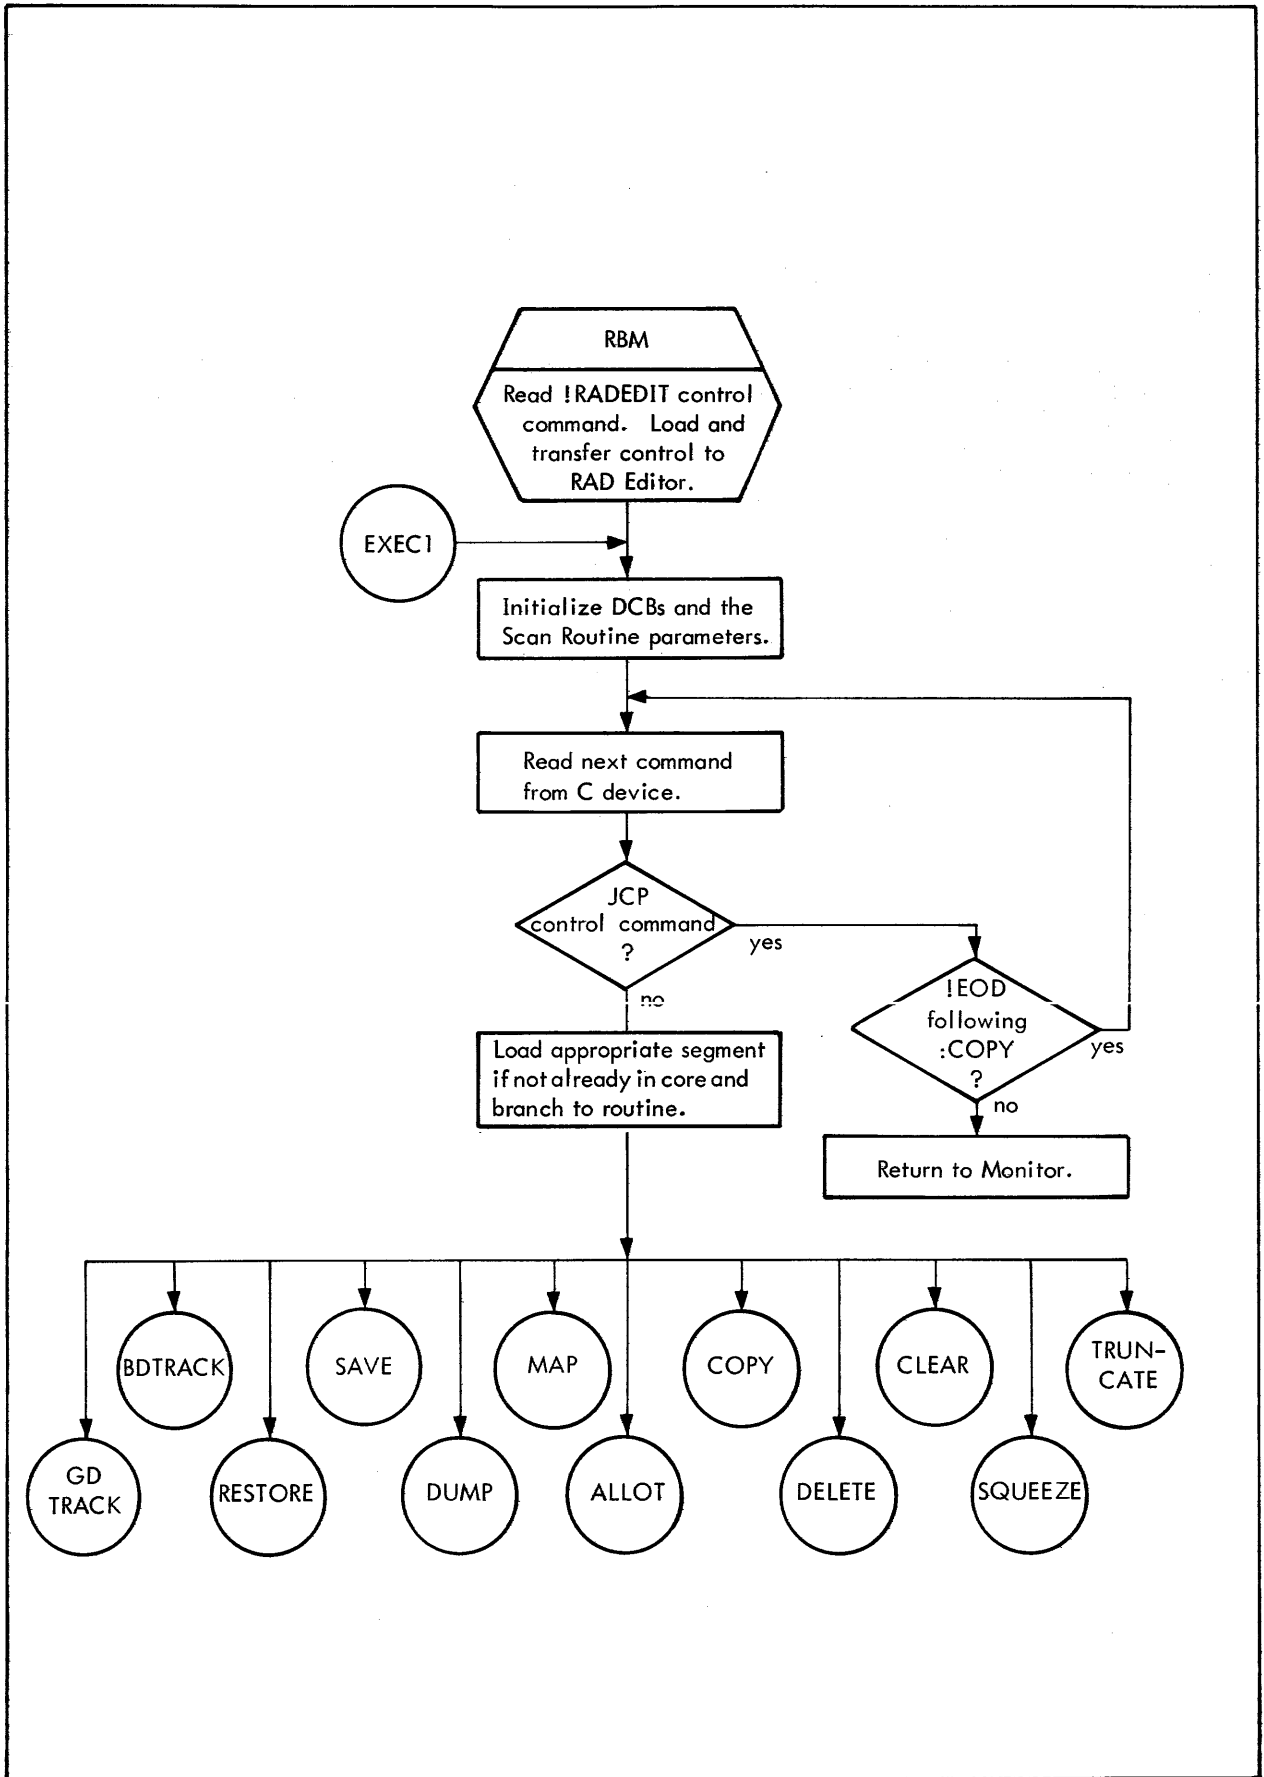 RBM
Read !RADEDIT control
command. Load and
transfer control to
RAD Editor.
EXEC1
Initialize DCBs and the
Scan Routine parameters.
Read next command
from C device.
JCP
control command
?
yes
no
!EOD
following
:COPY
?
yes
no
Load appropriate segment
if not already in core and
branch to routine.
Return to Monitor.
BDTRACK
SAVE
MAP
COPY
CLEAR
TRUN-
CATE
GD
TRACK
RESTORE
DUMP
ALLOT
DELETE
SQUEEZE